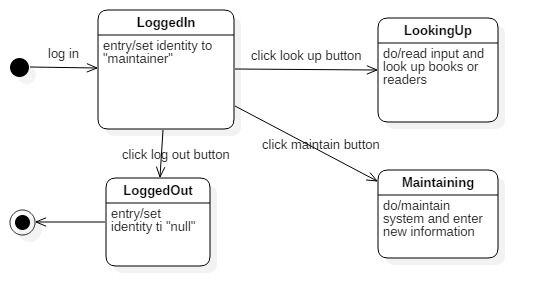 LoggedIn
entry/set identity to
"maintainer"
log in
click look up button
LookingUp
do/read input and
look up books or
readers
click maintain button
click log out button
LoggedOut
entry/set
identity ti "null"
Maintaining
do/maintain
system and enter
new information